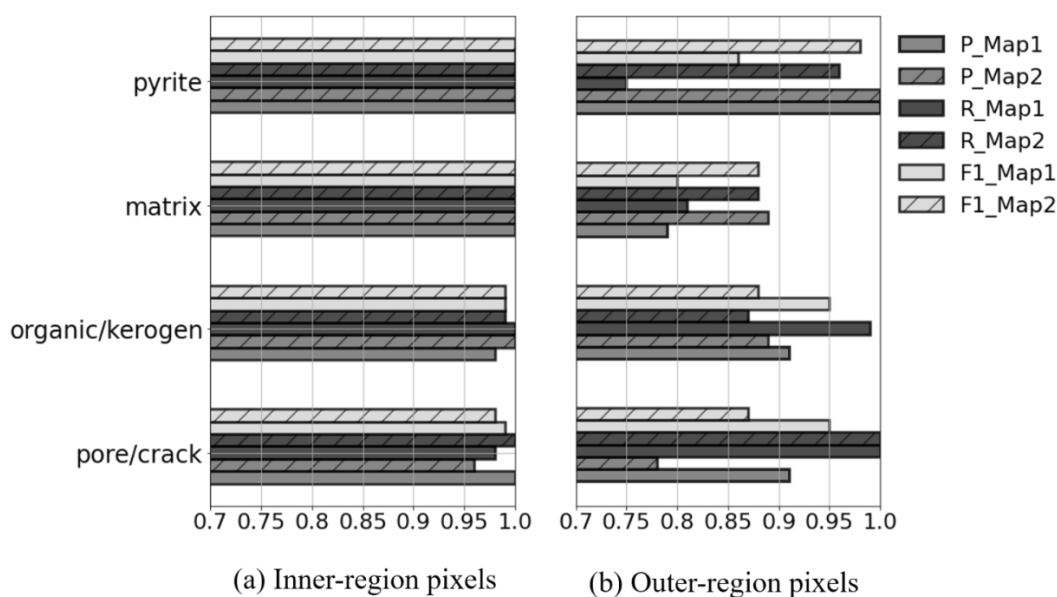 pyrite
matrix
organic/kerogen
pore/crack
0.7 0.75 0.8 0.85 0.9 0.95 1.0
(a) Inner-region pixels
0.7 0.75 0.8 0.85 0.9 0.95 1.0
(b) Outer-region pixels
P_Map1
P_Map2
R_Map1
R_Map2
F1_Map1
F1_Map2